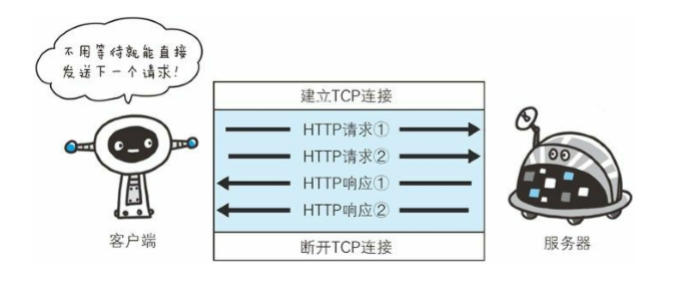 不用等待就能直接
发送下一个请求!
建立TCP连接
HTTP请求①
HTTP请求②
HTTP响应①
HTTP响应②
断开TCP连接
客户端
服务器